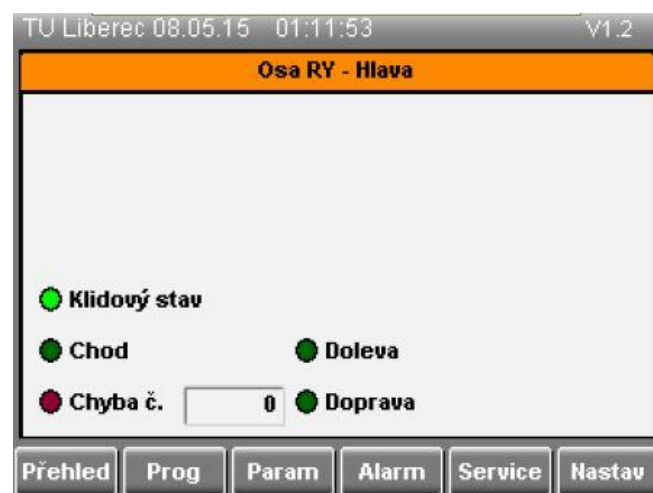 TU Liberec 08.05.15 01:11:53 V1.2
Osa RY - Hlava
Klidový stav
Chod Doleva
Chyba č. 0 Doprava
Přehled Prog Param Alarm Service Nastav